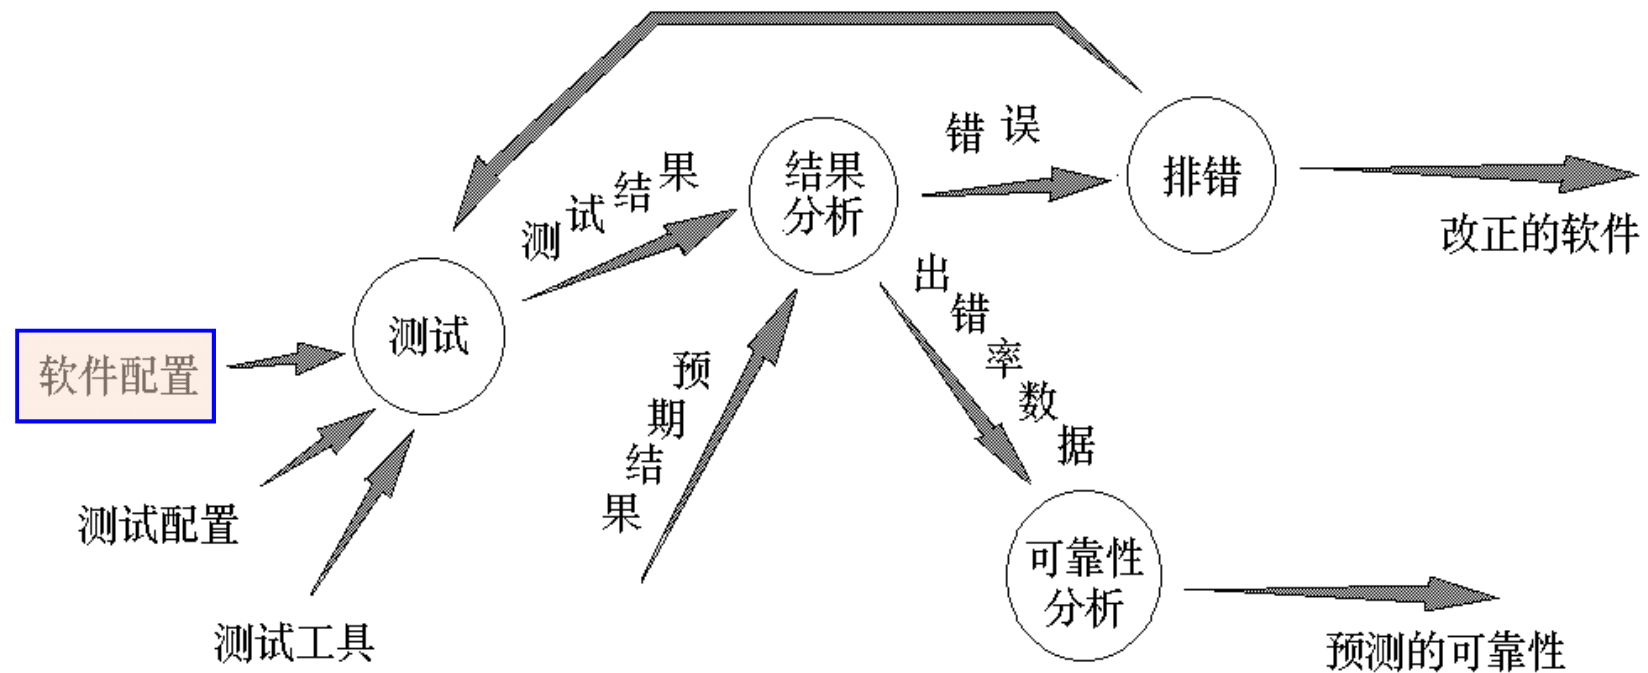 错误
结果
分析
排错
测试结果
改正的软件
测试
软件配置
出错率数据
预期结果
测试配置
可靠性
分析
测试工具
预测的可靠性